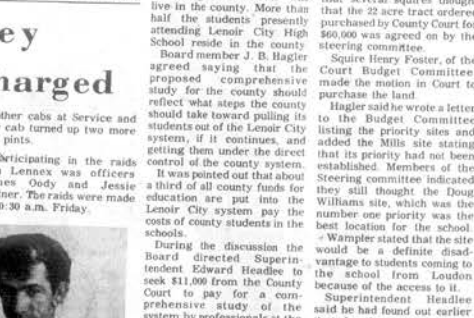 ey
harged
ther cabs at Service and
cab turned up two more
pints.
articipating in the raids
Lennex was officers
es Oody and Jessie
ner. The raids were made
0:30 a.m. Friday.
live in the county. More than
half the students presently
attending Lenoir City High
School reside in the county
Board member J. B. Hagler
agreed saying that the
proposed comprehensive
study for the county should
reflect what steps the county
should take toward pulling its
students out of the Lenoir City
system, if it continues, and
getting them under the direct
control of the county system.
It was pointed out that about
a third of all county funds for
education are put into the
Lenoir City system pay the
costs of county students in the
schools.
During the discussion the
Board directed Superin-
tendent Edward Headlee to
seek $11,000 from the County
Court to pay for a com-
prehensive study of the
system by professionals at the
that several squires though
that the 22 acre tract ordered
purchased by County Court for
$60,000 was agreed on by the
steering committee.
Squire Henry Foster, of the
Court Budget Committee
made the motion in Court to
purchase the land
Hagler said he wrote a letter
to the Budget Committee
listing the priority sites and
added the Mills site stating
that its priority had not been
established. Members of the
Steering committee indicated
they still thought the Doug
Williams site, which was the
number one priority was the
best location for the school.
Wampler stated that the site
would be a definite disad-
vantage to students coming to
the school from Loudon
because of the access to it.
Superintendent Headlee
said he had found out earlier